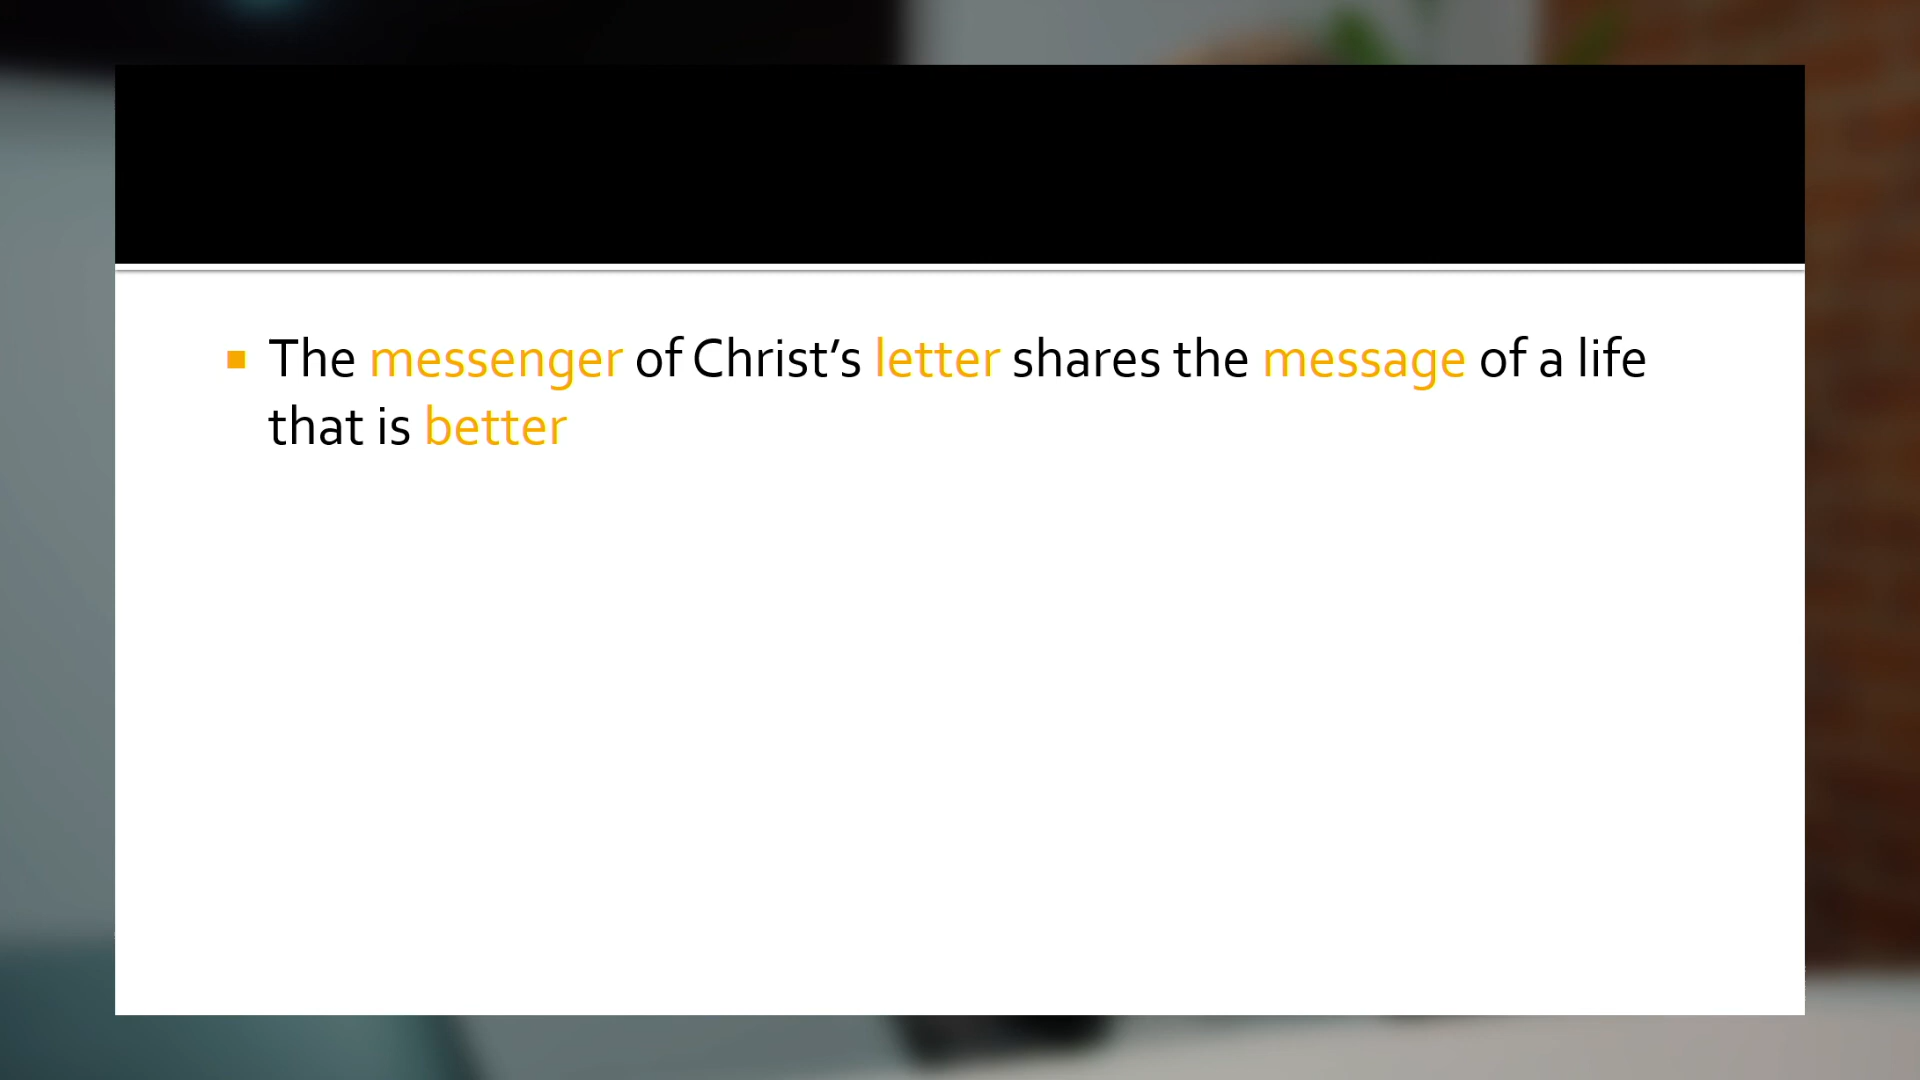 The messenger of Christ’s letter shares the message of a life
that is better